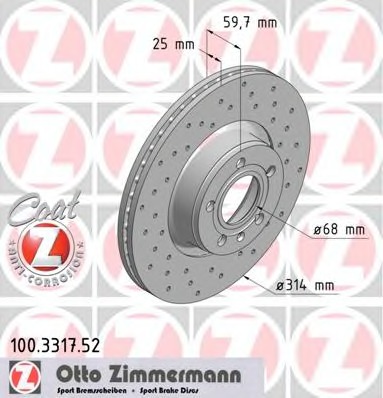 59,7 mm
25 mm
Coat
Z
ANTI-CORROSION
ø68 mm
ø314 mm
100.3317.52
Z
Otto Zimmermann
Sport Bremsscheiben • Sport Brake Discs